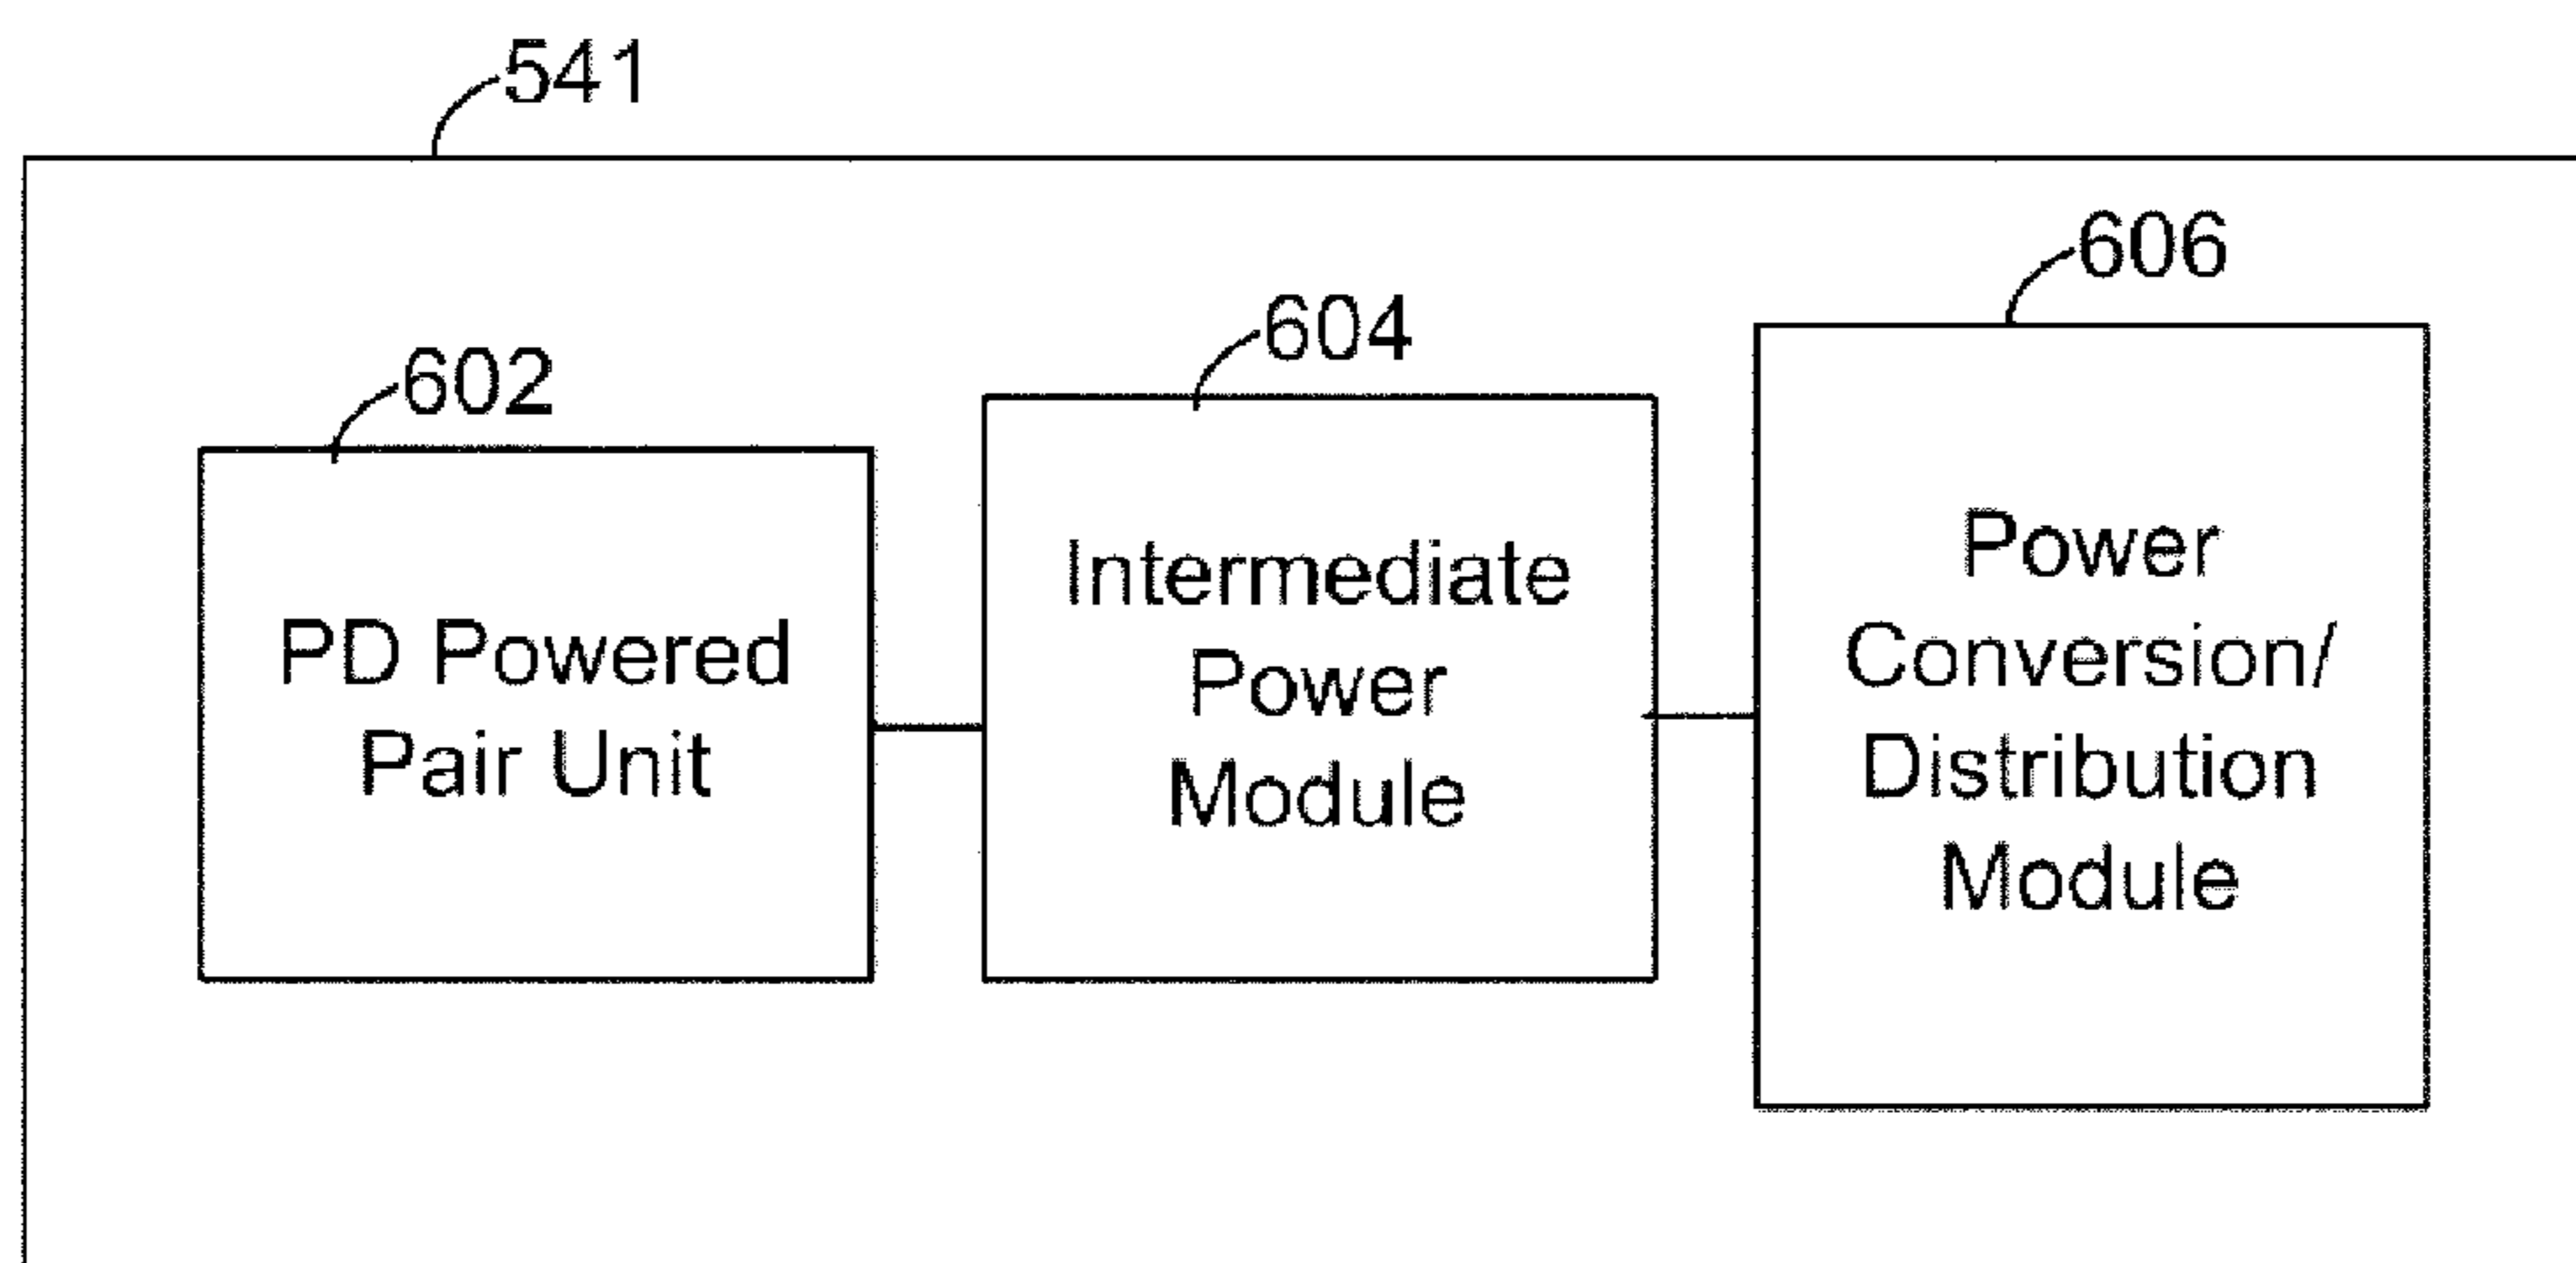 541
606
604
602
PD Powered
Pair Unit
Intermediate
Power
Module
Power
Conversion/
Distribution
Module